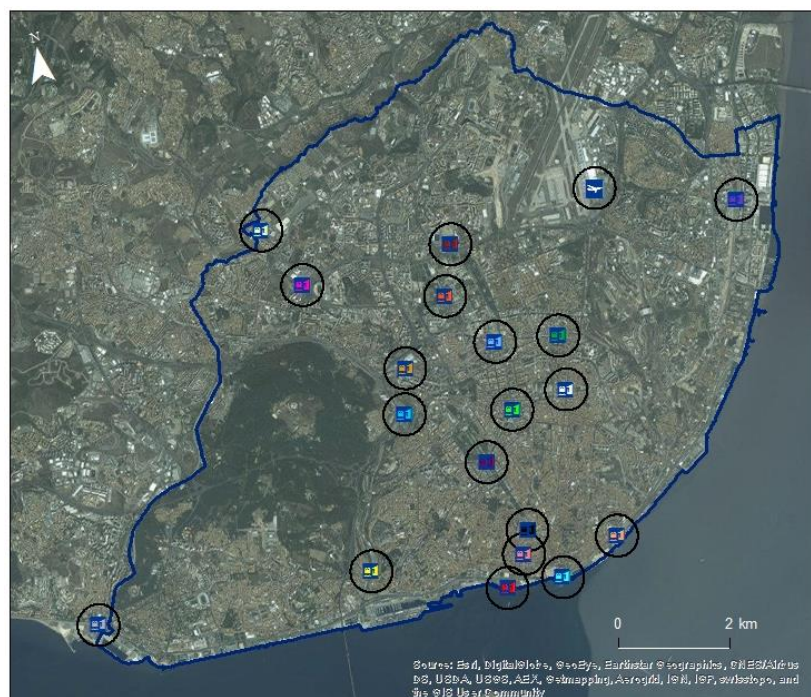 N
0 2 km
Source: Esri, DigitalGlobe, GeoEye, Earthstar Geographics, CNES/Airbus
DS, USDA, USGS, AEX, Getmapping, Aerogrid, IGN, IGP, swisstopo, and
the GIS User Community